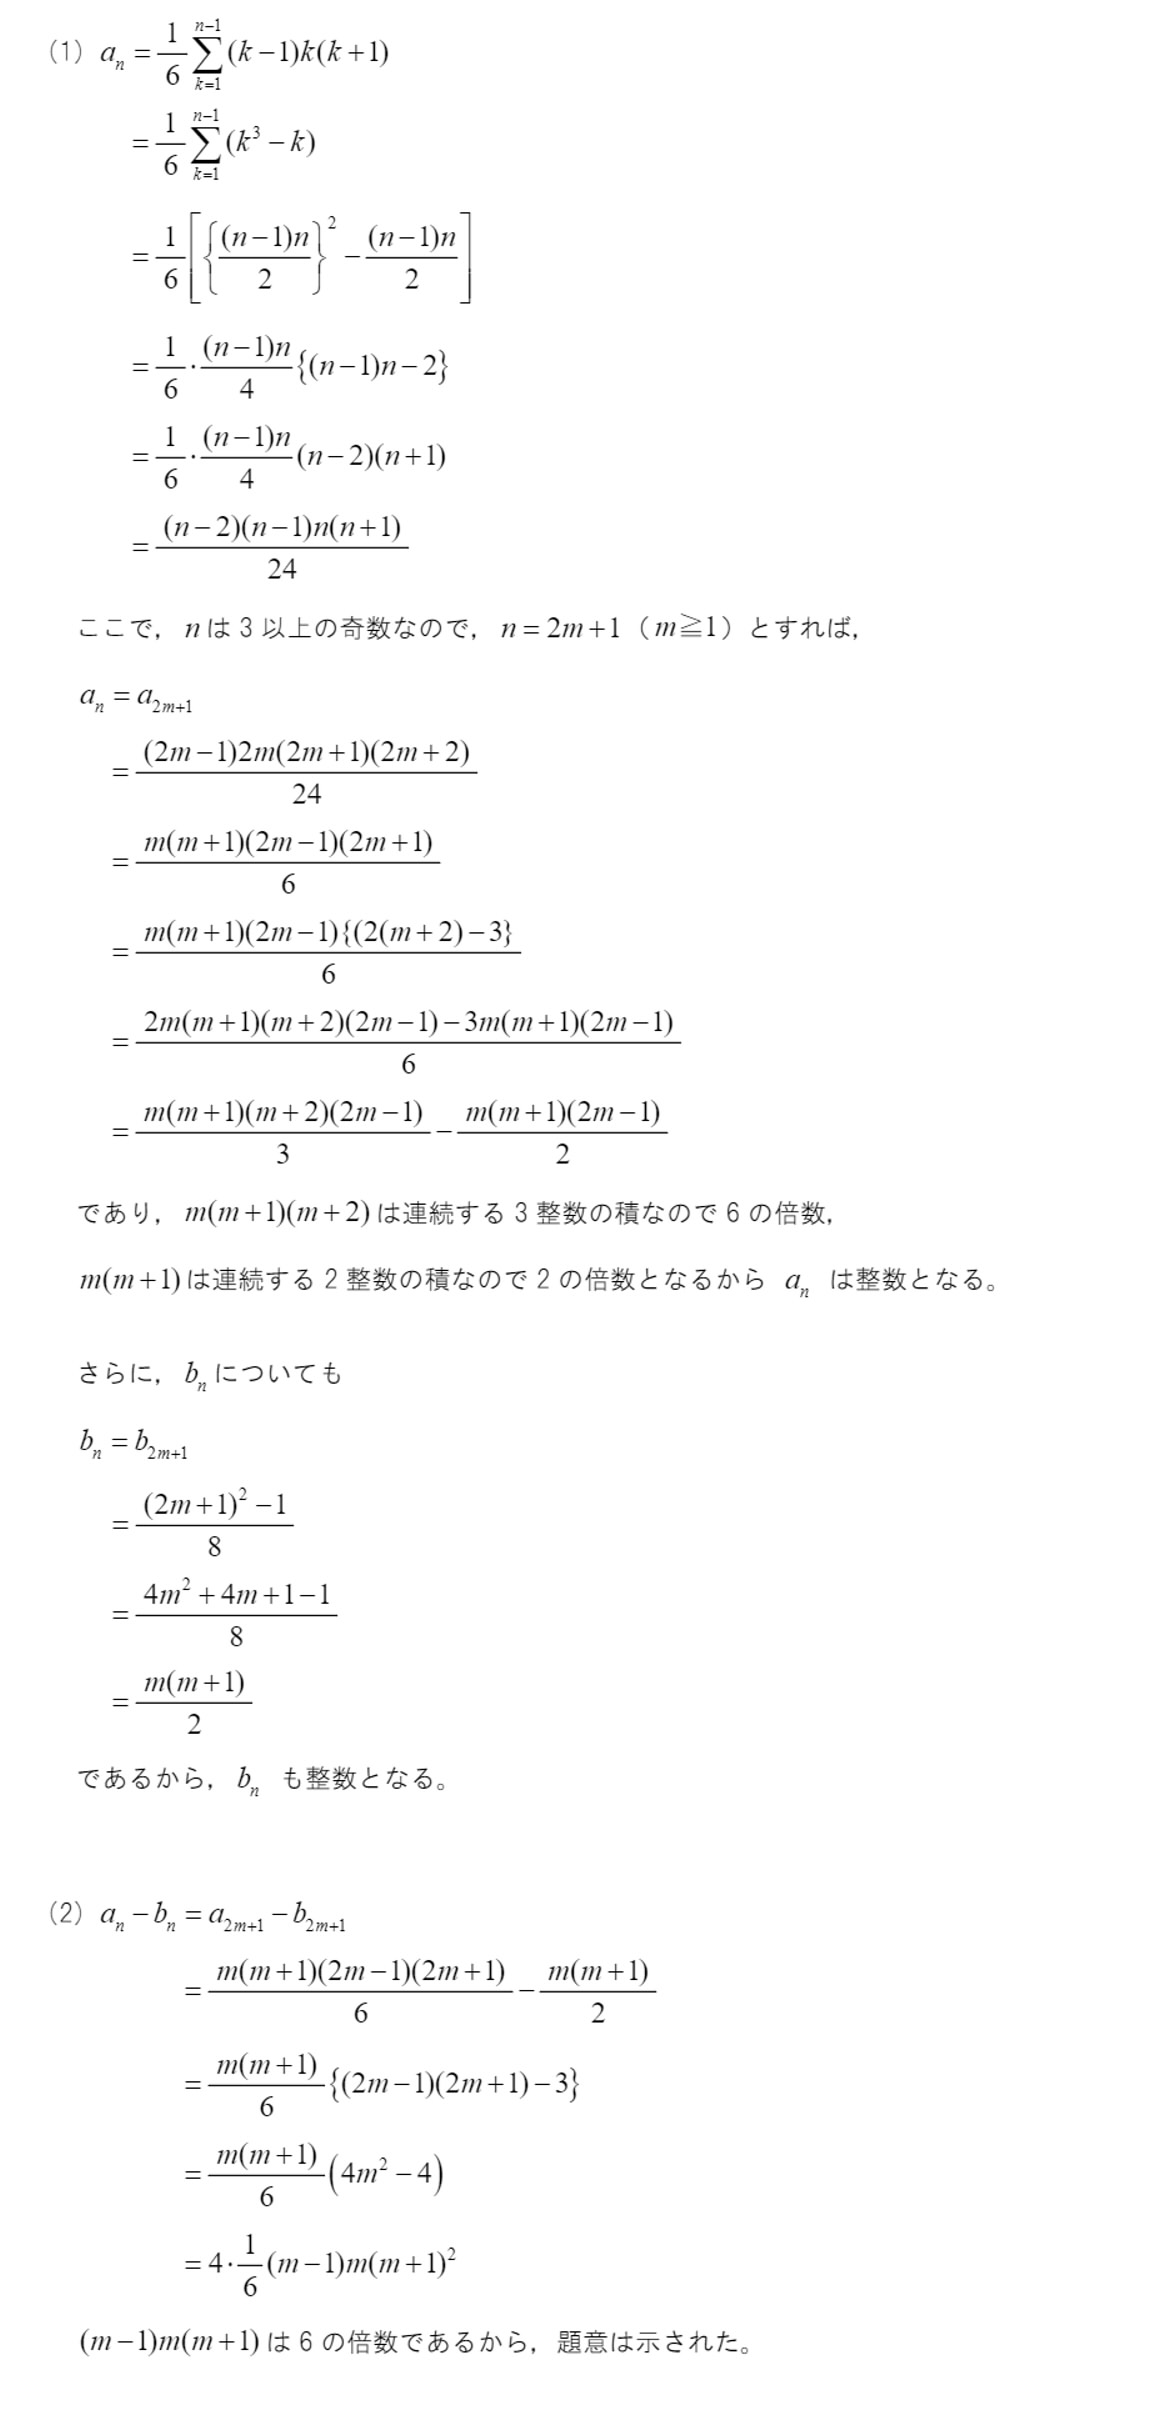 (1) a_n = \frac{1}{6} \sum_{k=1}^{n-1} (k-1)k(k+1)
= \frac{1}{6} \sum_{k=1}^{n-1} (k^3 - k)
= \frac{1}{6} \left[ \left\{ \frac{(n-1)n}{2} \right\}^2 - \frac{(n-1)n}{2} \right]
= \frac{1}{6} \cdot \frac{(n-1)n}{4} \{(n-1)n-2\}
= \frac{1}{6} \cdot \frac{(n-1)n}{4} (n-2)(n+1)
= \frac{(n-2)(n-1)n(n+1)}{24}
ここで，n は 3 以上の奇数なので，n = 2m+1（m≧1）とすれば，
a_n = a_{2m+1}
= \frac{(2m-1)2m(2m+1)(2m+2)}{24}
= \frac{m(m+1)(2m-1)(2m+1)}{6}
= \frac{m(m+1)(2m-1)\{(2(m+2)-3\}}{6}
= \frac{2m(m+1)(m+2)(2m-1)-3m(m+1)(2m-1)}{6}
= \frac{m(m+1)(m+2)(2m-1)}{3} - \frac{m(m+1)(2m-1)}{2}
であり，m(m+1)(m+2) は連続する 3 整数の積なので 6 の倍数，
m(m+1) は連続する 2 整数の積なので 2 の倍数となるから a_n は整数となる。
さらに，b_n についても
b_n = b_{2m+1}
= \frac{(2m+1)^2-1}{8}
= \frac{4m^2+4m+1-1}{8}
= \frac{m(m+1)}{2}
であるから，b_n も整数となる。
(2) a_n - b_n = a_{2m+1} - b_{2m+1}
= \frac{m(m+1)(2m-1)(2m+1)}{6} - \frac{m(m+1)}{2}
= \frac{m(m+1)}{6} \{(2m-1)(2m+1)-3\}
= \frac{m(m+1)}{6} (4m^2-4)
= 4 \cdot \frac{1}{6} (m-1)m(m+1)^2
(m-1)m(m+1) は 6 の倍数であるから，題意は示された。